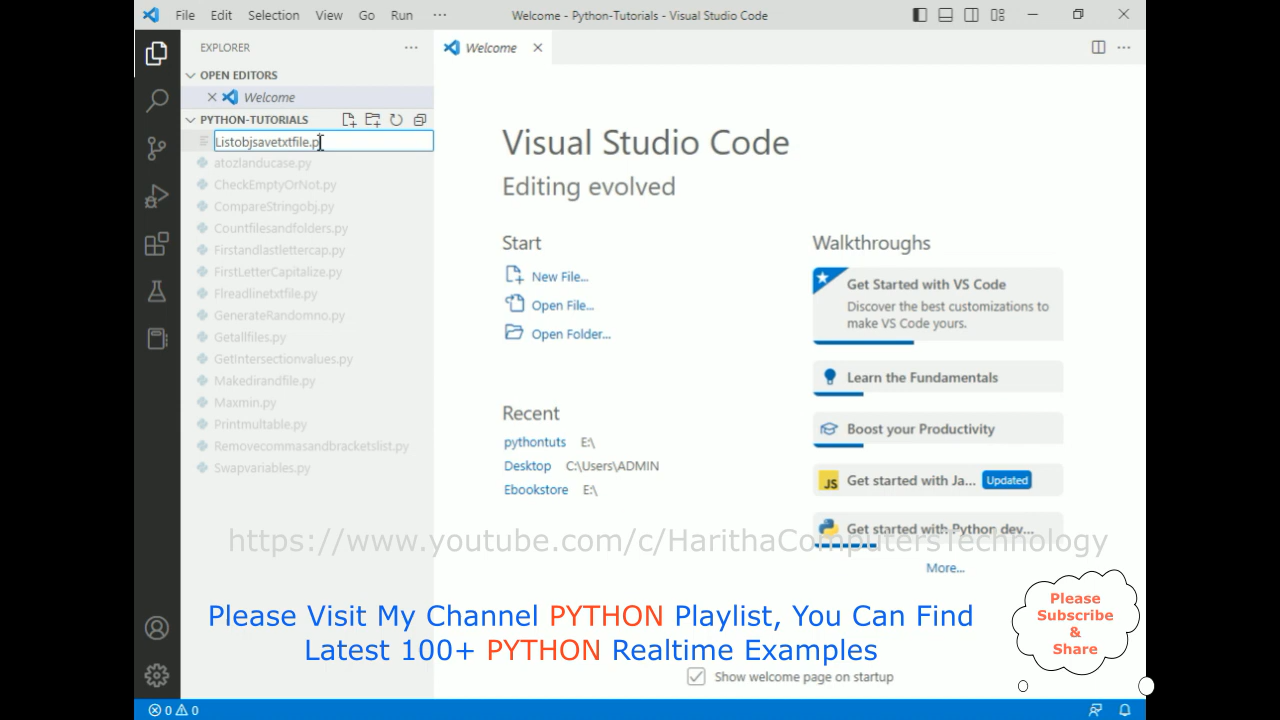 File Edit Selection View Go Run ··· Welcome - Python-Tutorials - Visual Studio Code
EXPLORER
OPEN EDITORS
Welcome
PYTHON-TUTORIALS
Listobjsavetxtfile.p
atozlanducase.py
CheckEmptyOrNot.py
CompareStringobj.py
Countfilesandfolders.py
Firstandlastlettercap.py
FirstLetterCapitalize.py
Flreadlinetxtfile.py
GenerateRandomno.py
Getallfiles.py
GetIntersectionvalues.py
Makedirandfile.py
Maxmin.py
Printmultable.py
Removecommasandbracketslist.py
Swapvariables.py
Welcome
Visual Studio Code
Editing evolved
Start
New File...
Open File...
Open Folder...
Recent
pythontuts E:\
Desktop C:\Users\ADMIN
Ebookstore E:\
Walkthroughs
Get Started with VS Code
Discover the best customizations to
make VS Code yours.
Learn the Fundamentals
Boost your Productivity
JS Get started with Ja... Updated
Get started with Python dev...
More...
https://www.youtube.com/c/HarithaComputersTechnology
Please Visit My Channel PYTHON Playlist, You Can Find
Latest 100+ PYTHON Realtime Examples
Please
Subscribe
&
Share
Show welcome page on startup
0 0